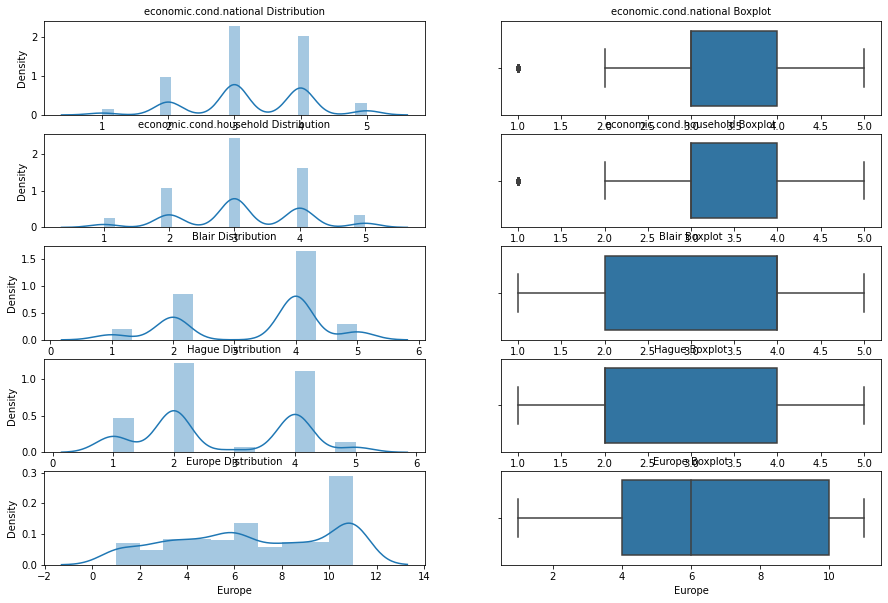 economic.cond.national Distribution
economic.cond.national Boxplot
Density
2
1
0
1 2 3 4 5
1.0 1.5 2.0 2.5 3.0 3.5 4.0 4.5 5.0
economic.cond.household Distribution
economic.cond.household Boxplot
Density
2
1
0
1 2 3 4 5
1.0 1.5 2.0 2.5 3.0 3.5 4.0 4.5 5.0
Blair Distribution
Blair Boxplot
Density
1.5
1.0
0.5
0.0
0 1 2 3 4 5 6
1.0 1.5 2.0 2.5 3.0 3.5 4.0 4.5 5.0
Hague Distribution
Hague Boxplot
Density
1.0
0.5
0.0
0 1 2 3 4 5 6
1.0 1.5 2.0 2.5 3.0 3.5 4.0 4.5 5.0
Europe Distribution
Europe Boxplot
Density
0.3
0.2
0.1
0.0
−2 0 2 4 6 8 10 12 14
2 4 6 8 10
Europe
Europe